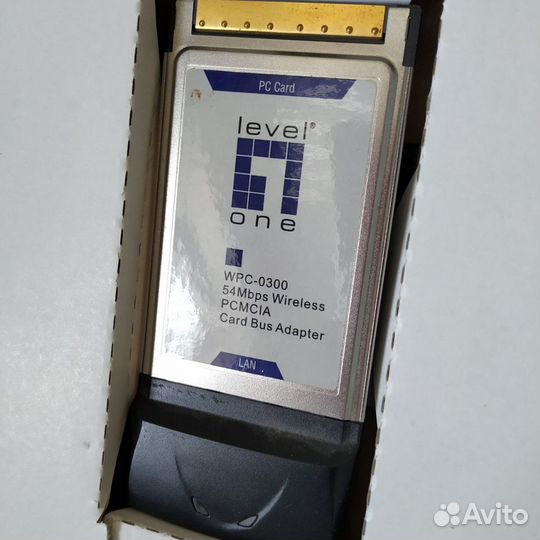 PC Card
level®
one
WPC-0300
54Mbps Wireless
PCMCIA
Card Bus Adapter
LAN
Avito